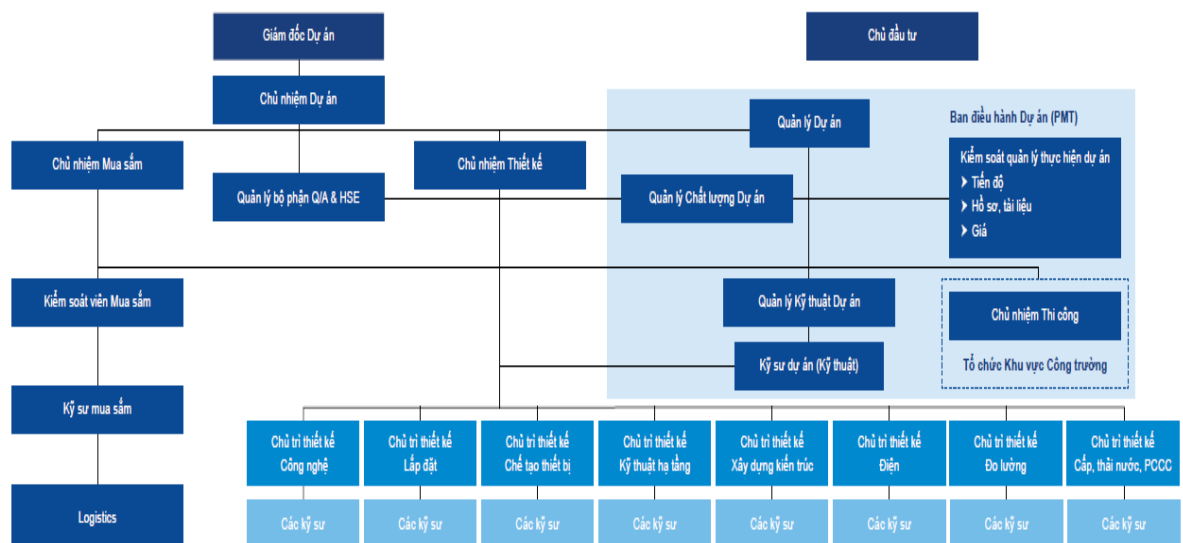 Giám đốc Dự án
Chủ đầu tư
Chủ nhiệm Dự án
Quản lý Dự án
Ban điều hành Dự án (PMT)
Chủ nhiệm Mua sắm
Chủ nhiệm Thiết kế
Kiểm soát quản lý thực hiện dự án
➤ Tiến độ
➤ Hồ sơ, tài liệu
➤ Giá
Quản lý bộ phận Q/A & HSE
Quản lý Chất lượng Dự án
Kiểm soát viên Mua sắm
Quản lý Kỹ thuật Dự án
Chủ nhiệm Thi công
Kỹ sư dự án (Kỹ thuật)
Tổ chức Khu vực Công trường
Kỹ sư mua sắm
Chủ trì thiết kế
Công nghệ
Chủ trì thiết kế
Lắp đặt
Chủ trì thiết kế
Chế tạo thiết bị
Chủ trì thiết kế
Kỹ thuật hạ tầng
Chủ trì thiết kế
Xây dựng kiến trúc
Chủ trì thiết kế
Điện
Chủ trì thiết kế
Đo lường
Chủ trì thiết kế
Cấp, thải nước, PCCC
Logistics
Các kỹ sư
Các kỹ sư
Các kỹ sư
Các kỹ sư
Các kỹ sư
Các kỹ sư
Các kỹ sư
Các kỹ sư